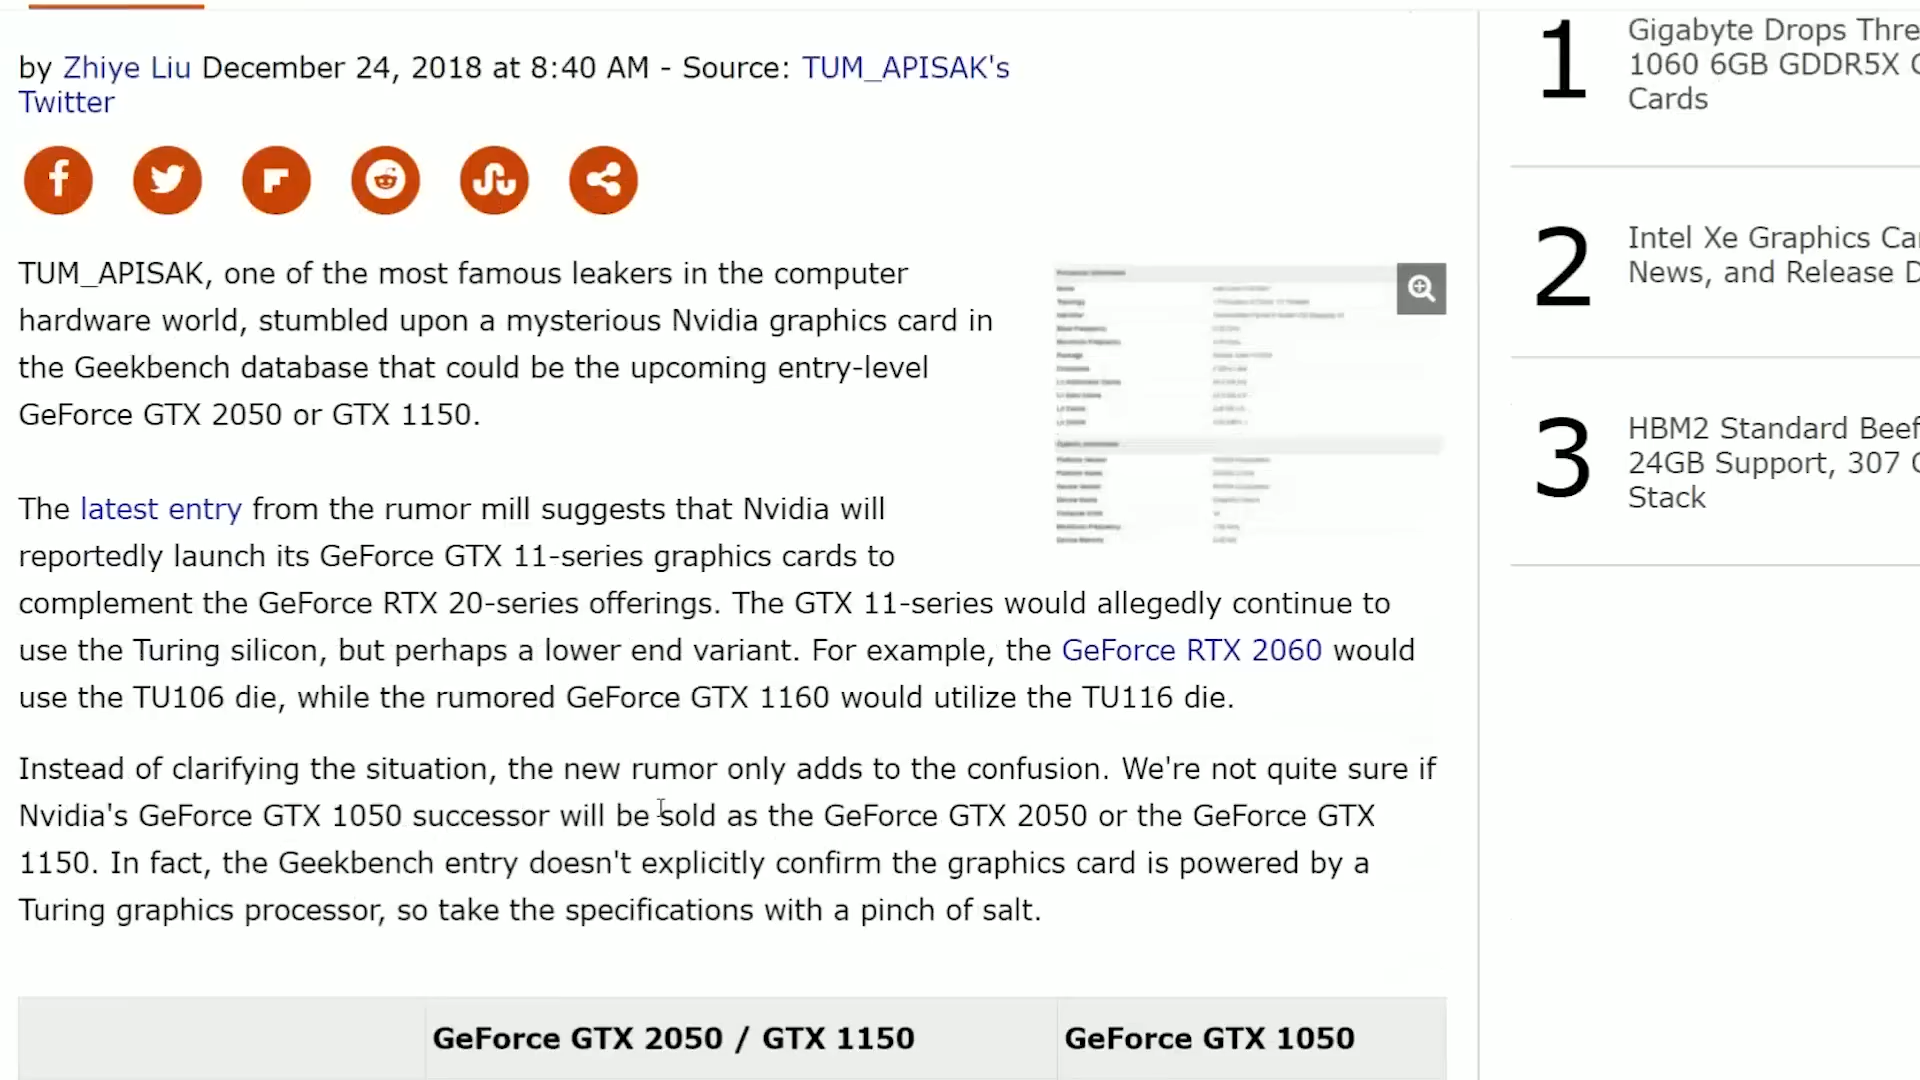 by Zhiye Liu December 24, 2018 at 8:40 AM - Source: TUM_APISAK's
Twitter
TUM_APISAK, one of the most famous leakers in the computer
hardware world, stumbled upon a mysterious Nvidia graphics card in
the Geekbench database that could be the upcoming entry-level
GeForce GTX 2050 or GTX 1150.
The latest entry from the rumor mill suggests that Nvidia will
reportedly launch its GeForce GTX 11-series graphics cards to
complement the GeForce RTX 20-series offerings. The GTX 11-series would allegedly continue to
use the Turing silicon, but perhaps a lower end variant. For example, the GeForce RTX 2060 would
use the TU106 die, while the rumored GeForce GTX 1160 would utilize the TU116 die.
Instead of clarifying the situation, the new rumor only adds to the confusion. We're not quite sure if
Nvidia's GeForce GTX 1050 successor will be sold as the GeForce GTX 2050 or the GeForce GTX
1150. In fact, the Geekbench entry doesn't explicitly confirm the graphics card is powered by a
Turing graphics processor, so take the specifications with a pinch of salt.
GeForce GTX 2050 / GTX 1150
GeForce GTX 1050
1
Gigabyte Drops Thre
1060 6GB GDDR5X
Cards
2
Intel Xe Graphics Ca
News, and Release D
3
HBM2 Standard Beef
24GB Support, 307
Stack